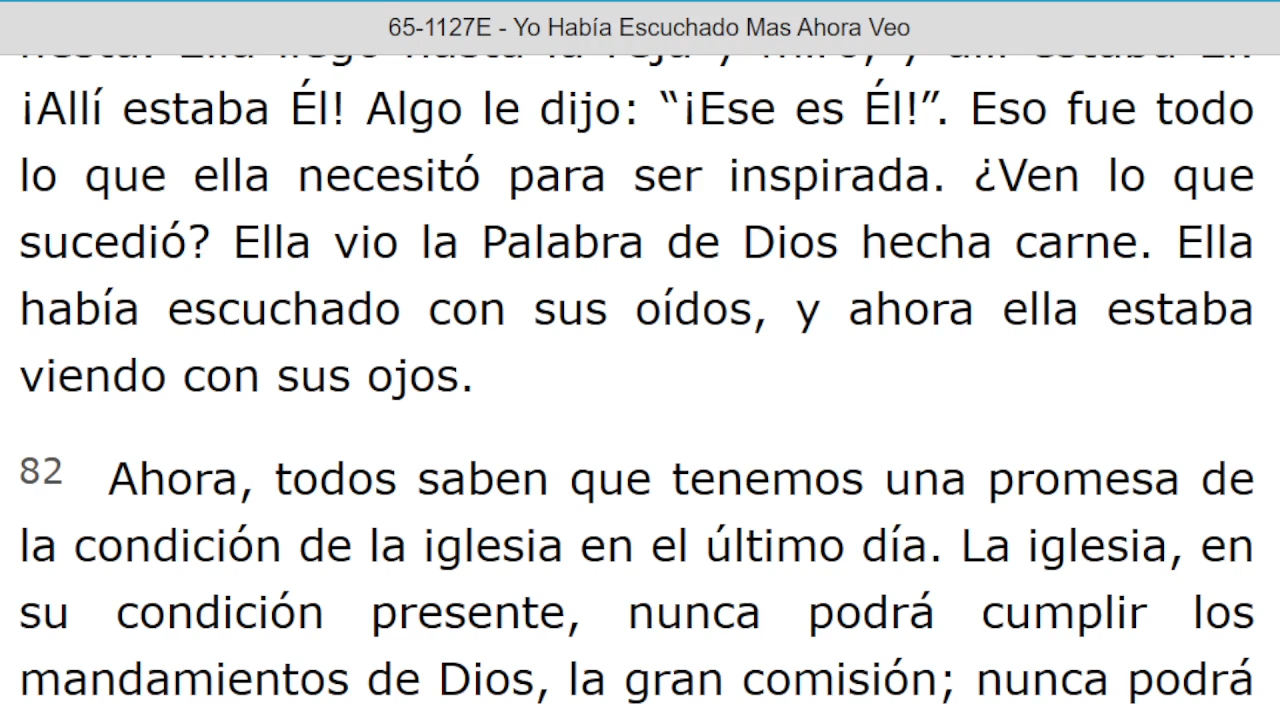 65-1127E - Yo Había Escuchado Mas Ahora Veo
¡Allí estaba Él! Algo le dijo: “¡Ese es Él!”. Eso fue todo
lo que ella necesitó para ser inspirada. ¿Ven lo que
sucedió? Ella vio la Palabra de Dios hecha carne. Ella
había escuchado con sus oídos, y ahora ella estaba
viendo con sus ojos.
82 Ahora, todos saben que tenemos una promesa de
la condición de la iglesia en el último día. La iglesia, en
su condición presente, nunca podrá cumplir los
mandamientos de Dios, la gran comisión; nunca podrá